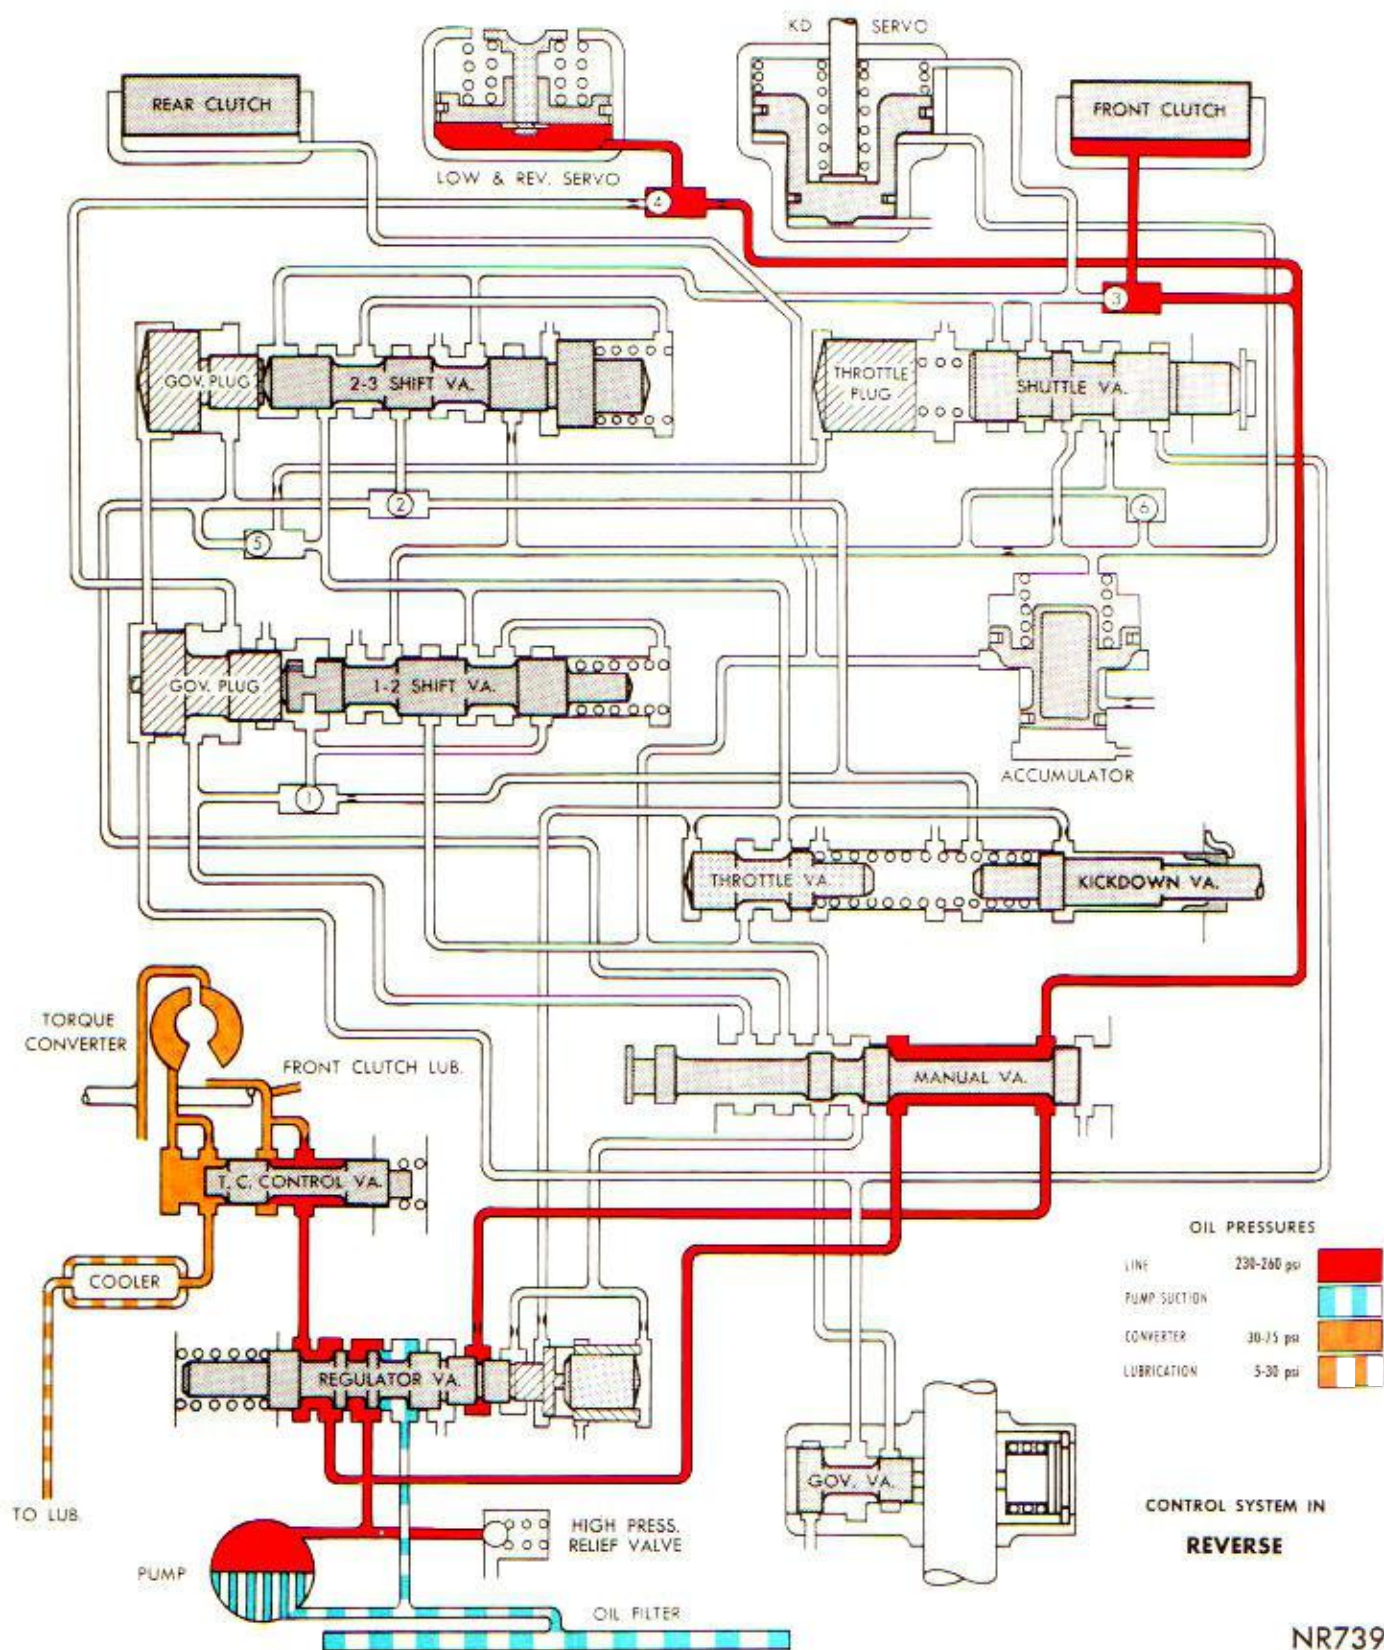 KD SERVO
REAR CLUTCH
FRONT CLUTCH
LOW & REV. SERVO
4
3
GOV. PLUG
2-3 SHIFT VA.
THROTTLE
PLUG
SHUTTLE VA.
2
6
5
GOV. PLUG
1-2 SHIFT VA.
ACCUMULATOR
1
THROTTLE VA.
KICKDOWN VA.
TORQUE
CONVERTER
FRONT CLUTCH LUB.
MANUAL VA.
T. C. CONTROL VA.
OIL PRESSURES
COOLER
LINE 230-260 psi
PUMP SUCTION
CONVERTER 30-75 psi
LUBRICATION 5-30 psi
REGULATOR VA.
GOV. VA.
TO LUB.
HIGH PRESS.
RELIEF VALVE
CONTROL SYSTEM IN
REVERSE
PUMP
OIL FILTER
NR739